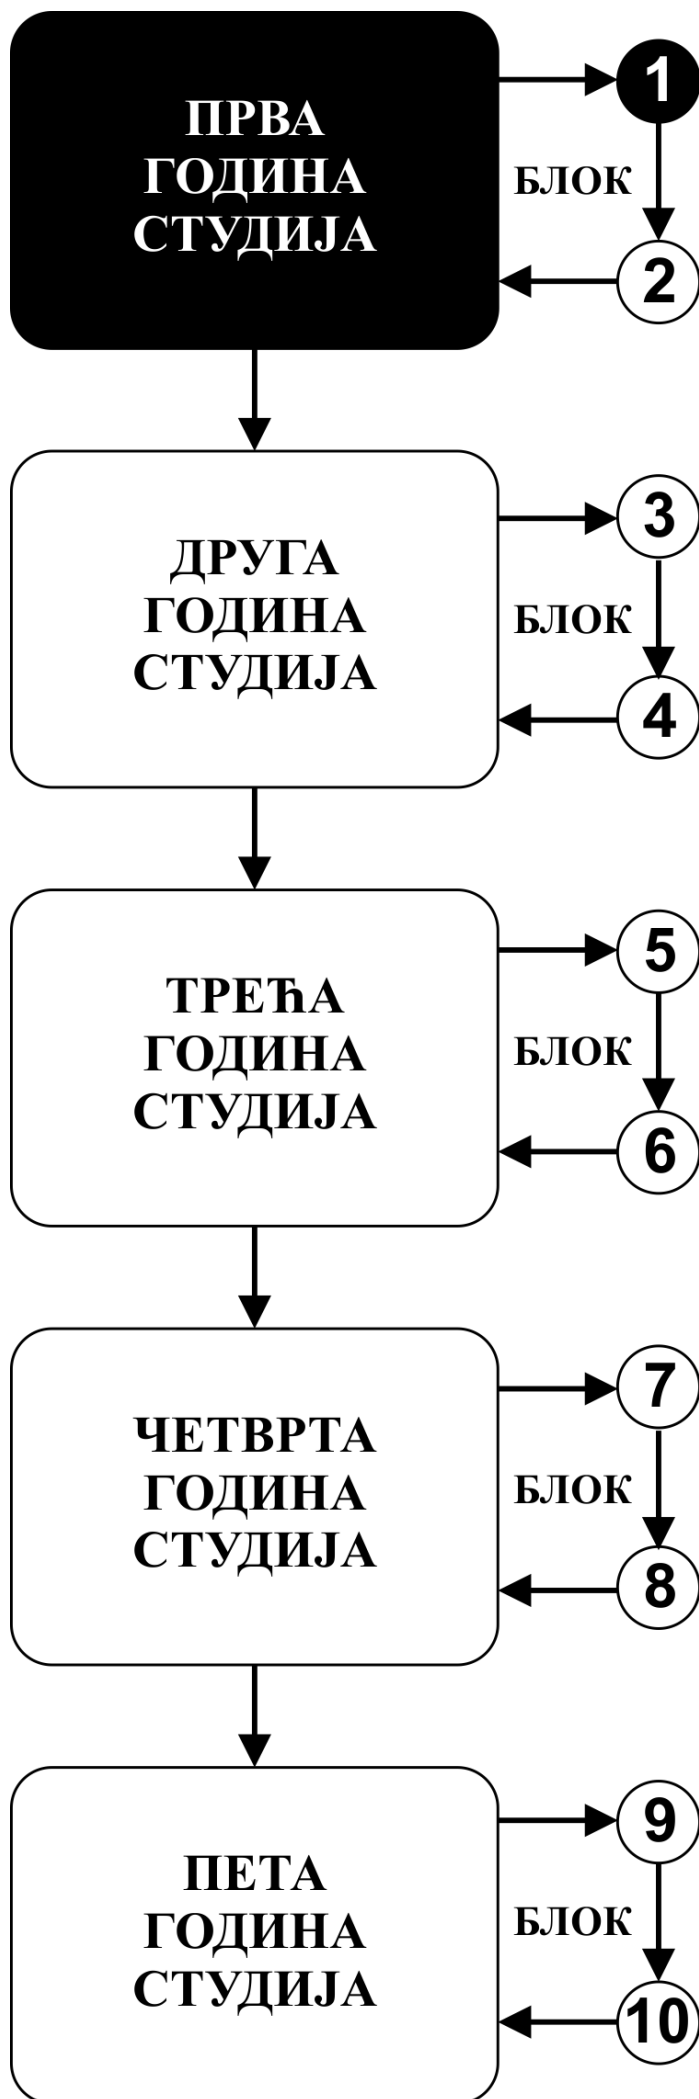 ПРВА
ГОДИНА
СТУДИЈА
1
БЛОК
2
ДРУГА
ГОДИНА
СТУДИЈА
3
БЛОК
4
ТРЕЋА
ГОДИНА
СТУДИЈА
5
БЛОК
6
ЧЕТВРТА
ГОДИНА
СТУДИЈА
7
БЛОК
8
ПЕТА
ГОДИНА
СТУДИЈА
9
БЛОК
10